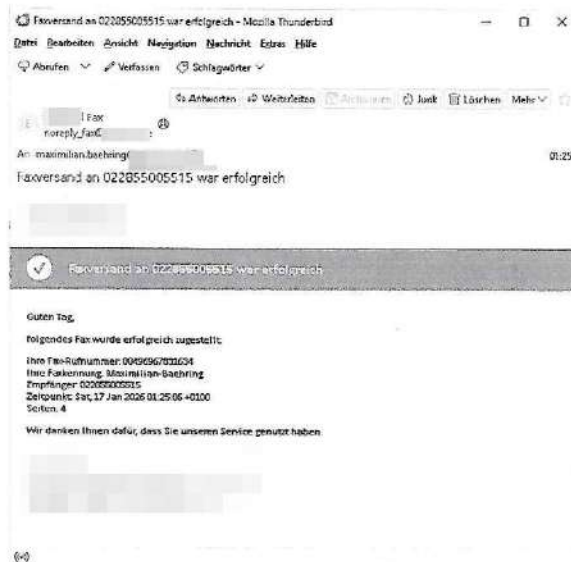 Faxversand an 022855005515 war erfolgreich - Mozilla Thunderbird
Datei Bearbeiten Ansicht Navigation Nachricht Extras Hilfe
Abrufen Verfassen Schlagwörter
Antworten Weiterleiten Archivieren Junk Löschen Mehr
Fax
noreply_fax@
An maximilian.baehring@
01:25
Faxversand an 022855005515 war erfolgreich
Faxversand an 022855005515 war erfolgreich
Guten Tag,
folgendes Fax wurde erfolgreich zugestellt:
Ihre Fax-Rufnummer:
Ihre Faxkennung: Maximilian-Baehring
Empfänger: 022855005515
Zeitpunkt: Sat, 17 Jan 2026 01:25:06 +0100
Seiten: 4
Wir danken Ihnen dafür, dass Sie unseren Service genutzt haben.